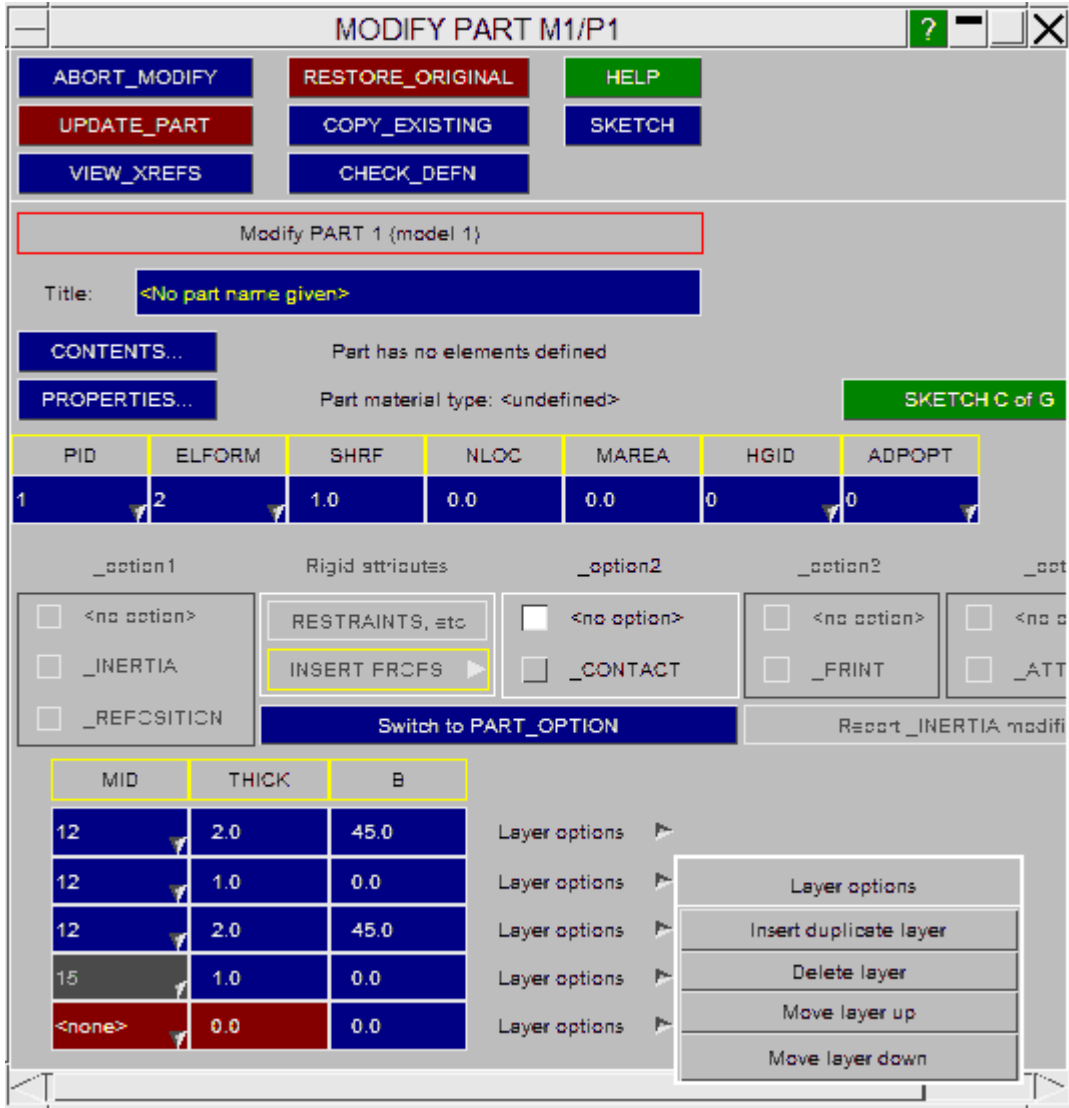 MODIFY PART M1/P1 ?
ABORT_MODIFY RESTORE_ORIGINAL HELP
UPDATE_PART COPY_EXISTING SKETCH
VIEW_XREFS CHECK_DEFN
Modify PART 1 (model 1)
Title: <No part name given>
CONTENTS... Part has no elements defined
PROPERTIES... Part material type: <undefined> SKETCH C of G
PID ELFORM SHRF NLOC MAREA HGID ADPOPT
1 2 1.0 0.0 0.0 0 0
_option1 Rigid attributes _option2 _option3 _opt
<no option> RESTRAINTS, etc <no option> <no option> <no o
_INERTIA INSERT PROPS _CONTACT _PRINT _ATT
_REPOSITION Switch to PART_OPTION Report _INERTIA modifi
MID THICK B
12 2.0 45.0 Layer options
12 1.0 0.0 Layer options Layer options
12 2.0 45.0 Layer options Insert duplicate layer
15 1.0 0.0 Layer options Delete layer
Move layer up
<none> 0.0 0.0 Layer options
Move layer down